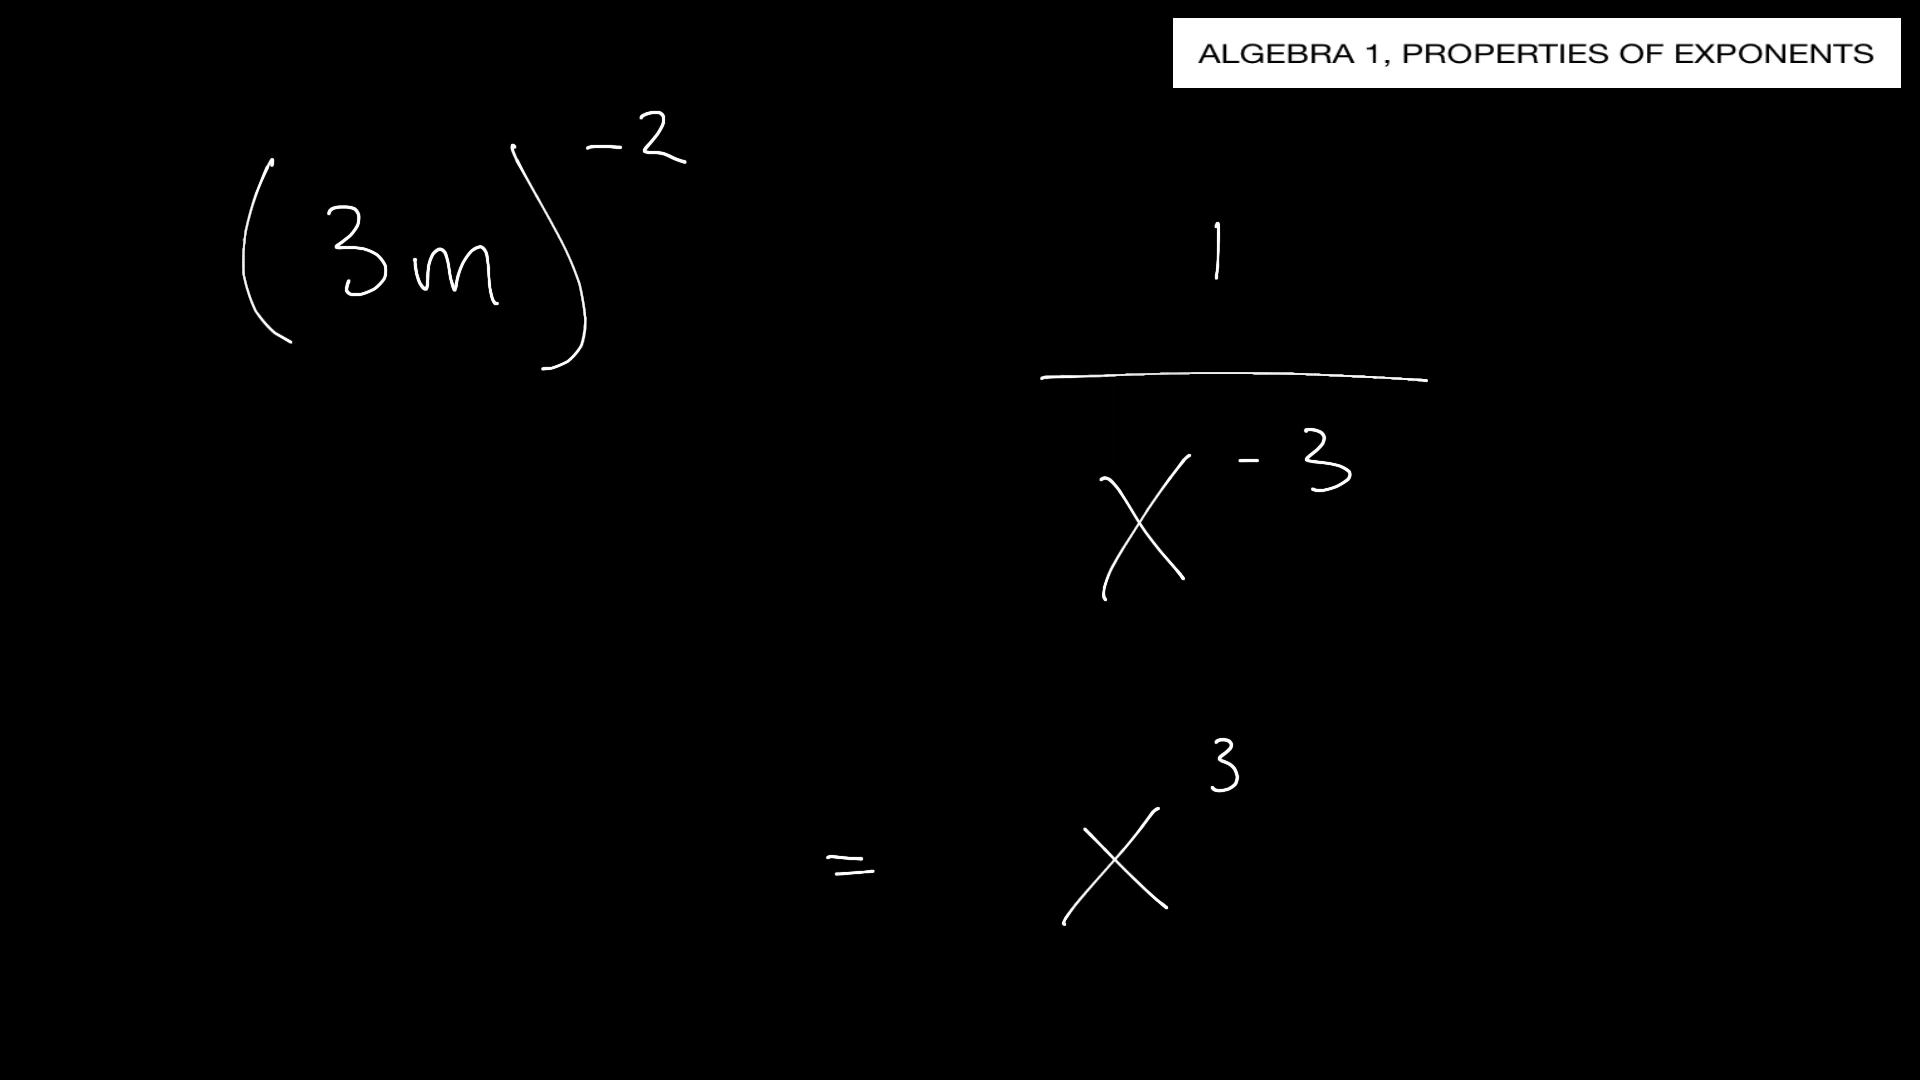 ALGEBRA 1, PROPERTIES OF EXPONENTS
(3m)^-2
1
x^-3
= x^3